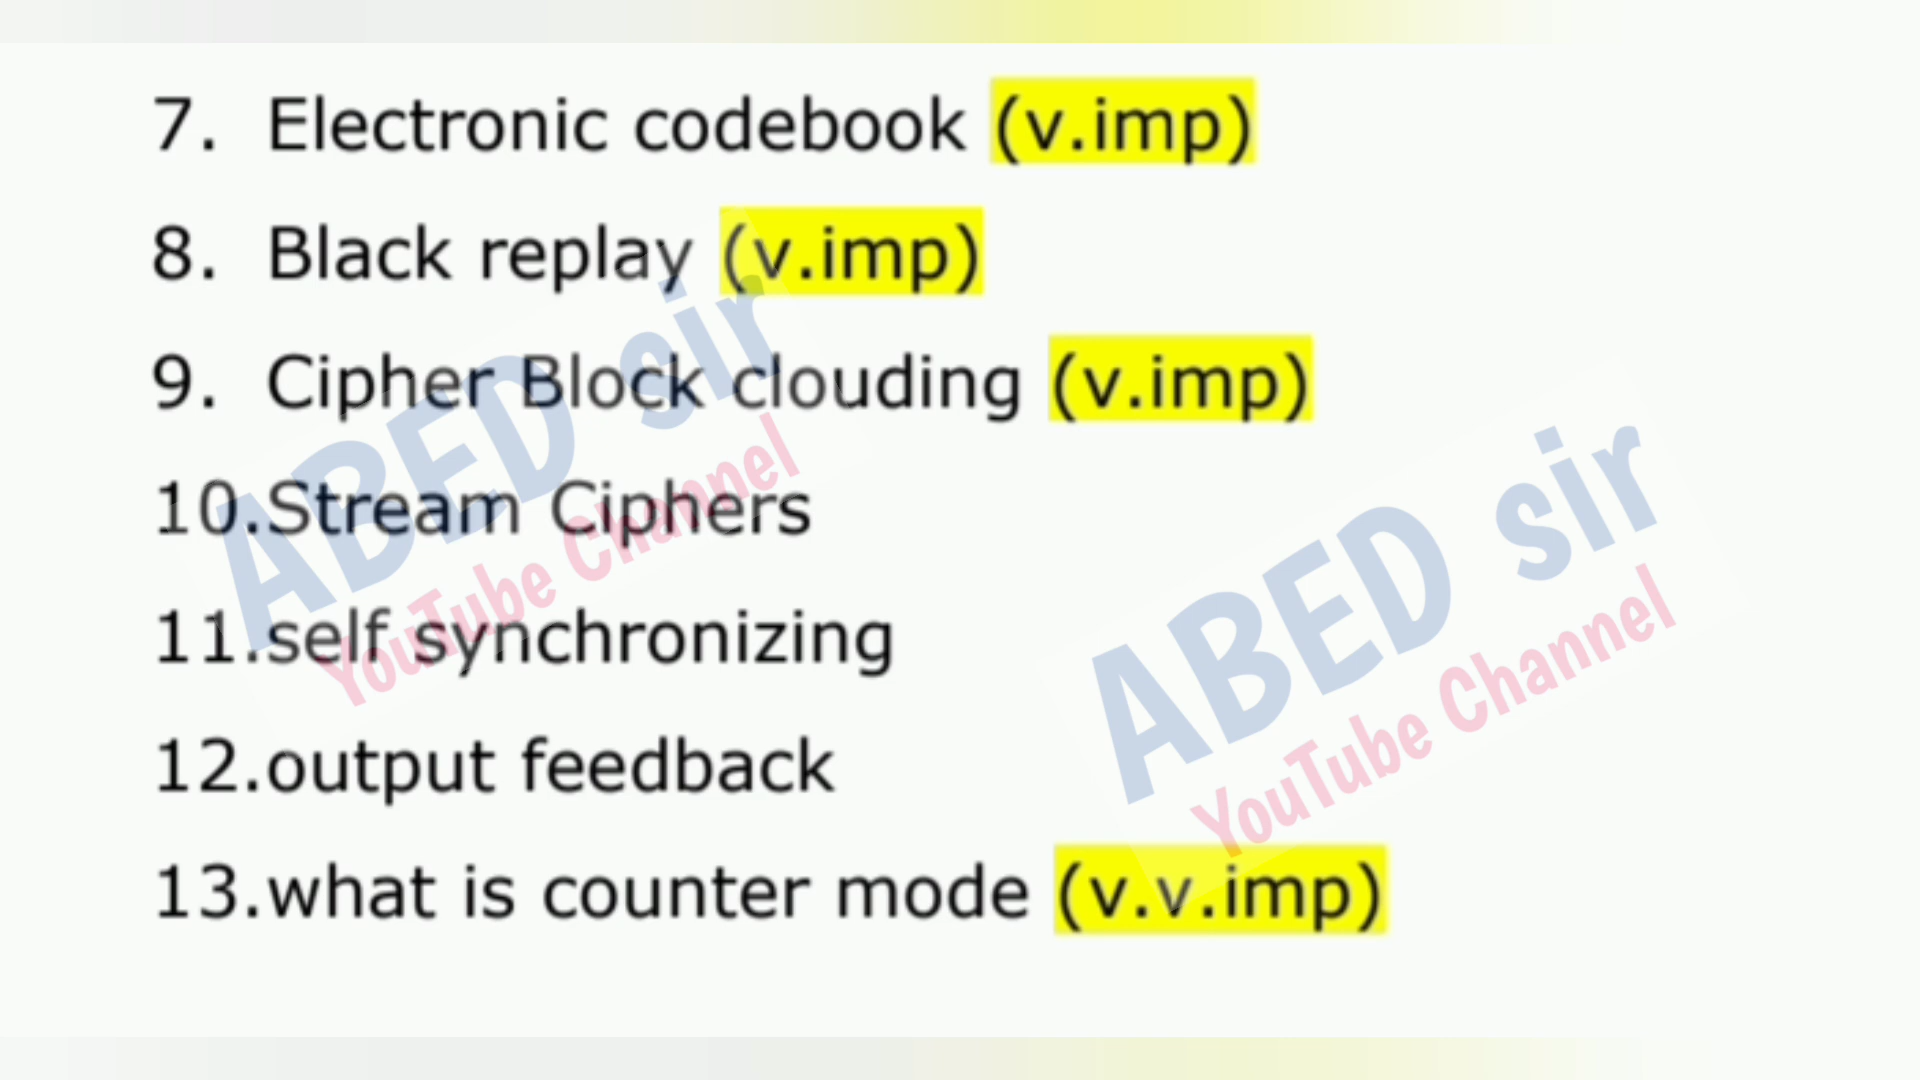 7. Electronic codebook (v.imp)
8. Black replay (v.imp)
9. Cipher Block clouding (v.imp)
10.Stream Ciphers
11.self synchronizing
12.output feedback
13.what is counter mode (v.v.imp)
ABED sir
YouTube Channel
ABED sir
YouTube Channel